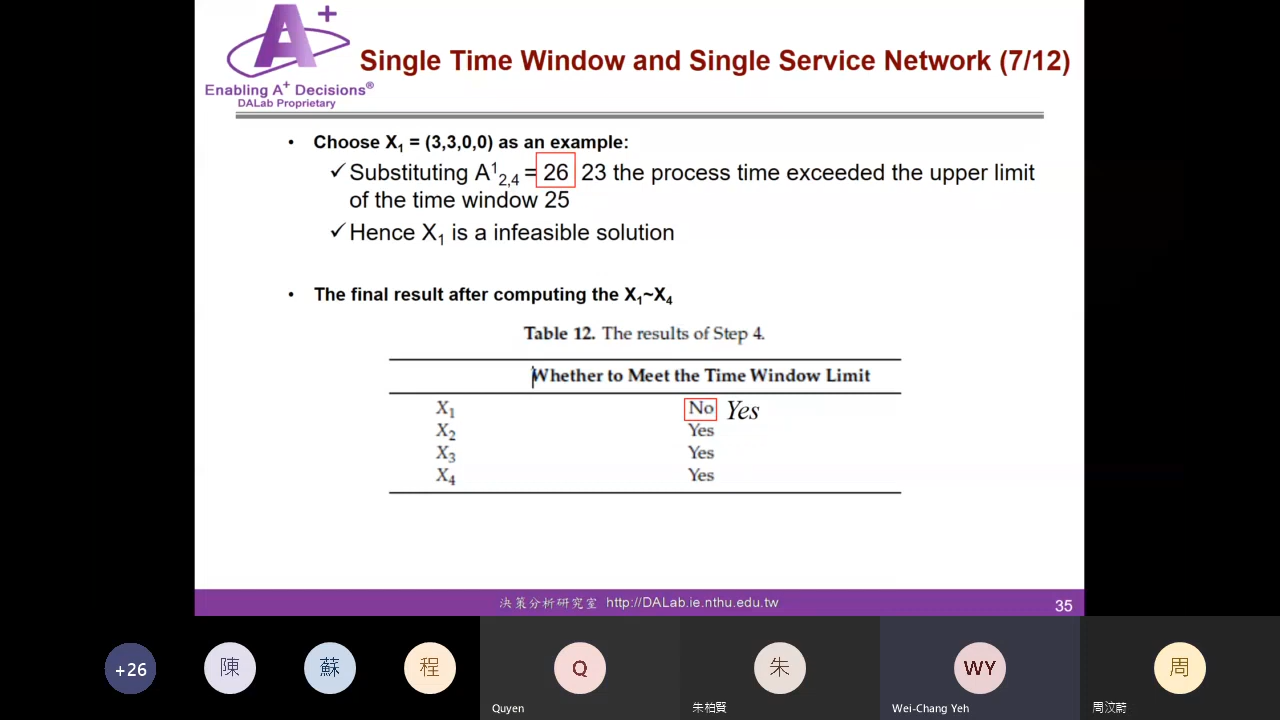 A+
Enabling A+ Decisions®
DALab Proprietary
Single Time Window and Single Service Network (7/12)
• Choose X1 = (3,3,0,0) as an example:
✓ Substituting A¹2,4 = 26 23 the process time exceeded the upper limit
of the time window 25
✓ Hence X1 is a infeasible solution
• The final result after computing the X1~X4
Table 12. The results of Step 4.
Whether to Meet the Time Window Limit
X1 No Yes
X2 Yes
X3 Yes
X4 Yes
決策分析研究室 http://DALab.ie.nthu.edu.tw
35
+26 陳 蘇 程 Q 朱 WY 周
Quyen 朱柏賢 Wei-Chang Yeh 周汶蔚